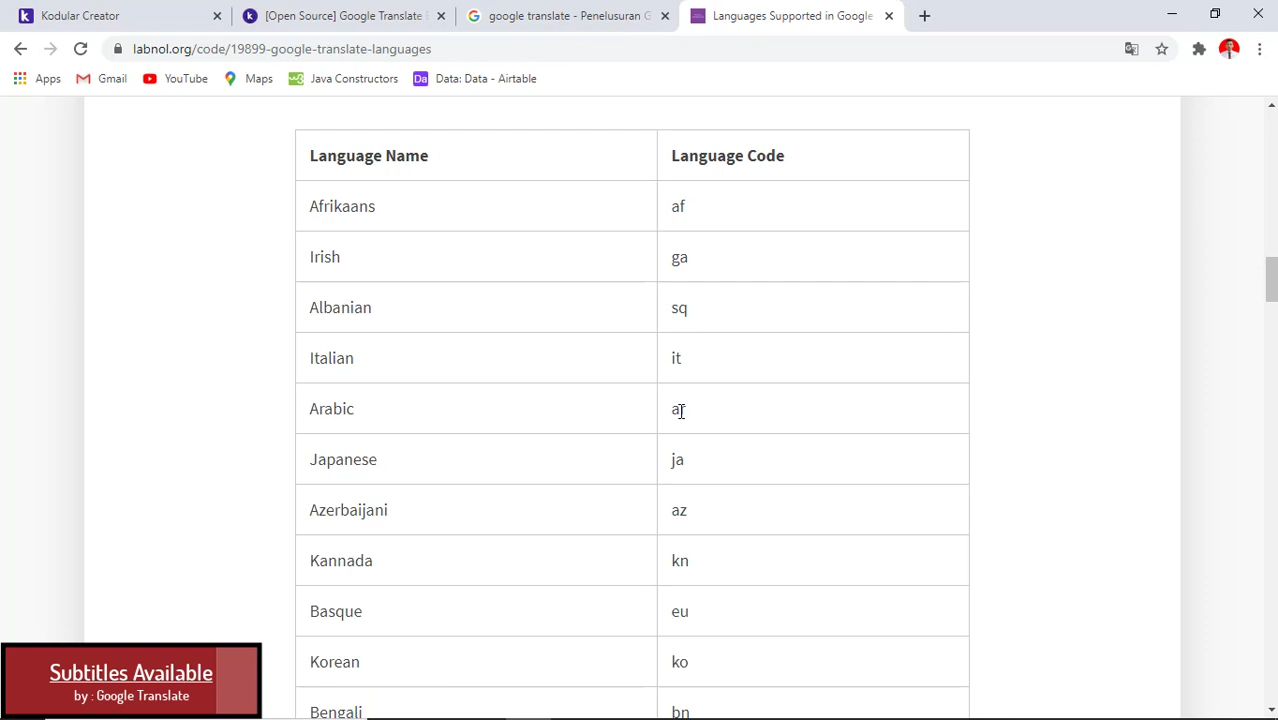 Kodular Creator
[Open Source] Google Translate E
google translate - Penelusuran G
Languages Supported in Google
labnol.org/code/19899-google-translate-languages
Apps
Gmail
YouTube
Maps
Java Constructors
Data: Data - Airtable
Language Name Language Code
Afrikaans af
Irish ga
Albanian sq
Italian it
Arabic ar
Japanese ja
Azerbaijani az
Kannada kn
Basque eu
Korean ko
Bengali bn
Subtitles Available
by : Google Translate